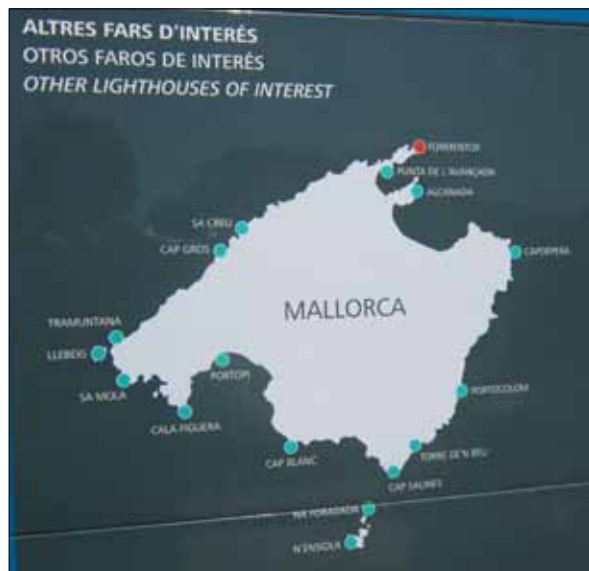 ALTRES FARS D'INTERÉS
OTROS FAROS DE INTERÉS
OTHER LIGHTHOUSES OF INTEREST
FORMENTOR
PUNTA DE L'AVANÇADA
ALCANADA
SA CREU
CAP GROS
CAPDEPERA
MALLORCA
TRAMUNTANA
LLEBEIG
PORTOPI
SA MOLA
PORTOCOLOM
CALA FIGUERA
CAP BLANC
TORRE DE'N BEU
CAP SALINES
NA FORADADA
N'ENSIOLA